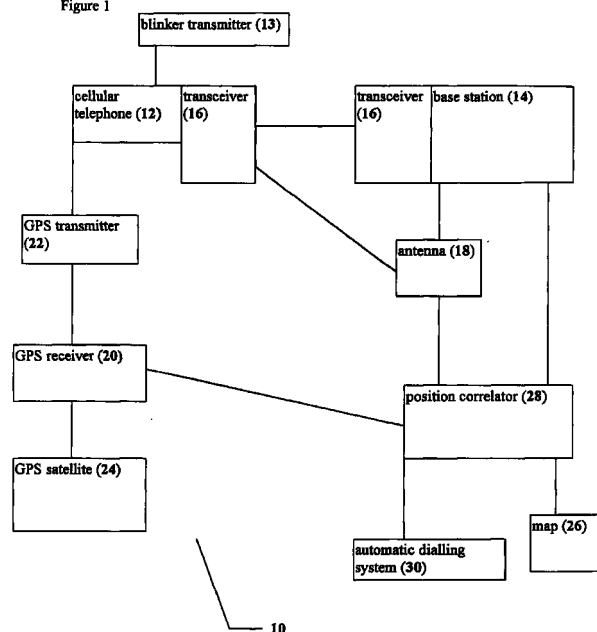 Figure 1
blinker transmitter (13)
cellular
telephone (12)
transceiver
(16)
transceiver
(16)
base station (14)
GPS transmitter
(22)
antenna (18)
GPS receiver (20)
position correlator (28)
GPS satellite (24)
map (26)
automatic dialling
system (30)
10